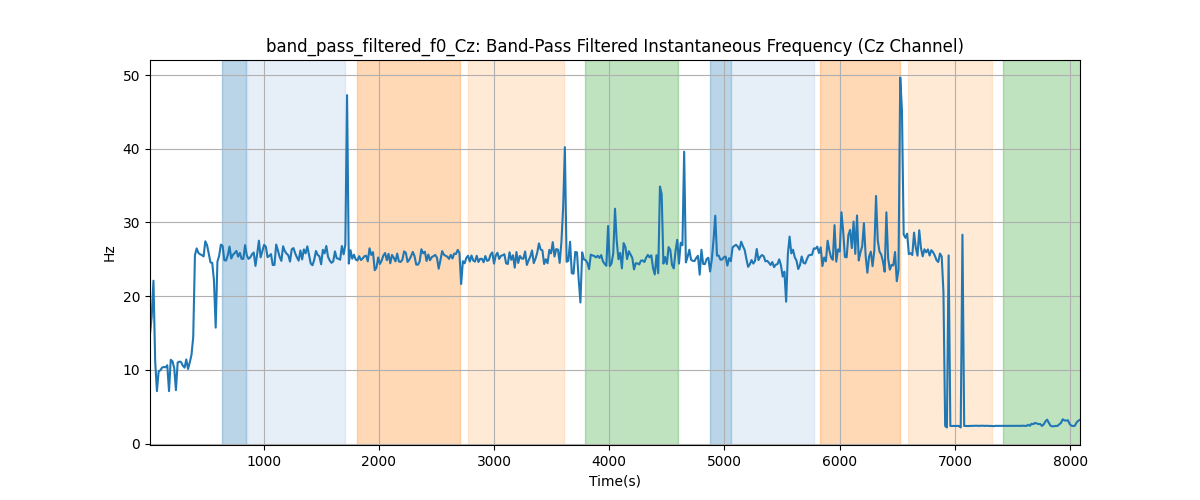 band_pass_filtered_f0_Cz: Band-Pass Filtered Instantaneous Frequency (Cz Channel)
50
40
30
20
10
0
Hz
1000 2000 3000 4000 5000 6000 7000 8000
Time(s)